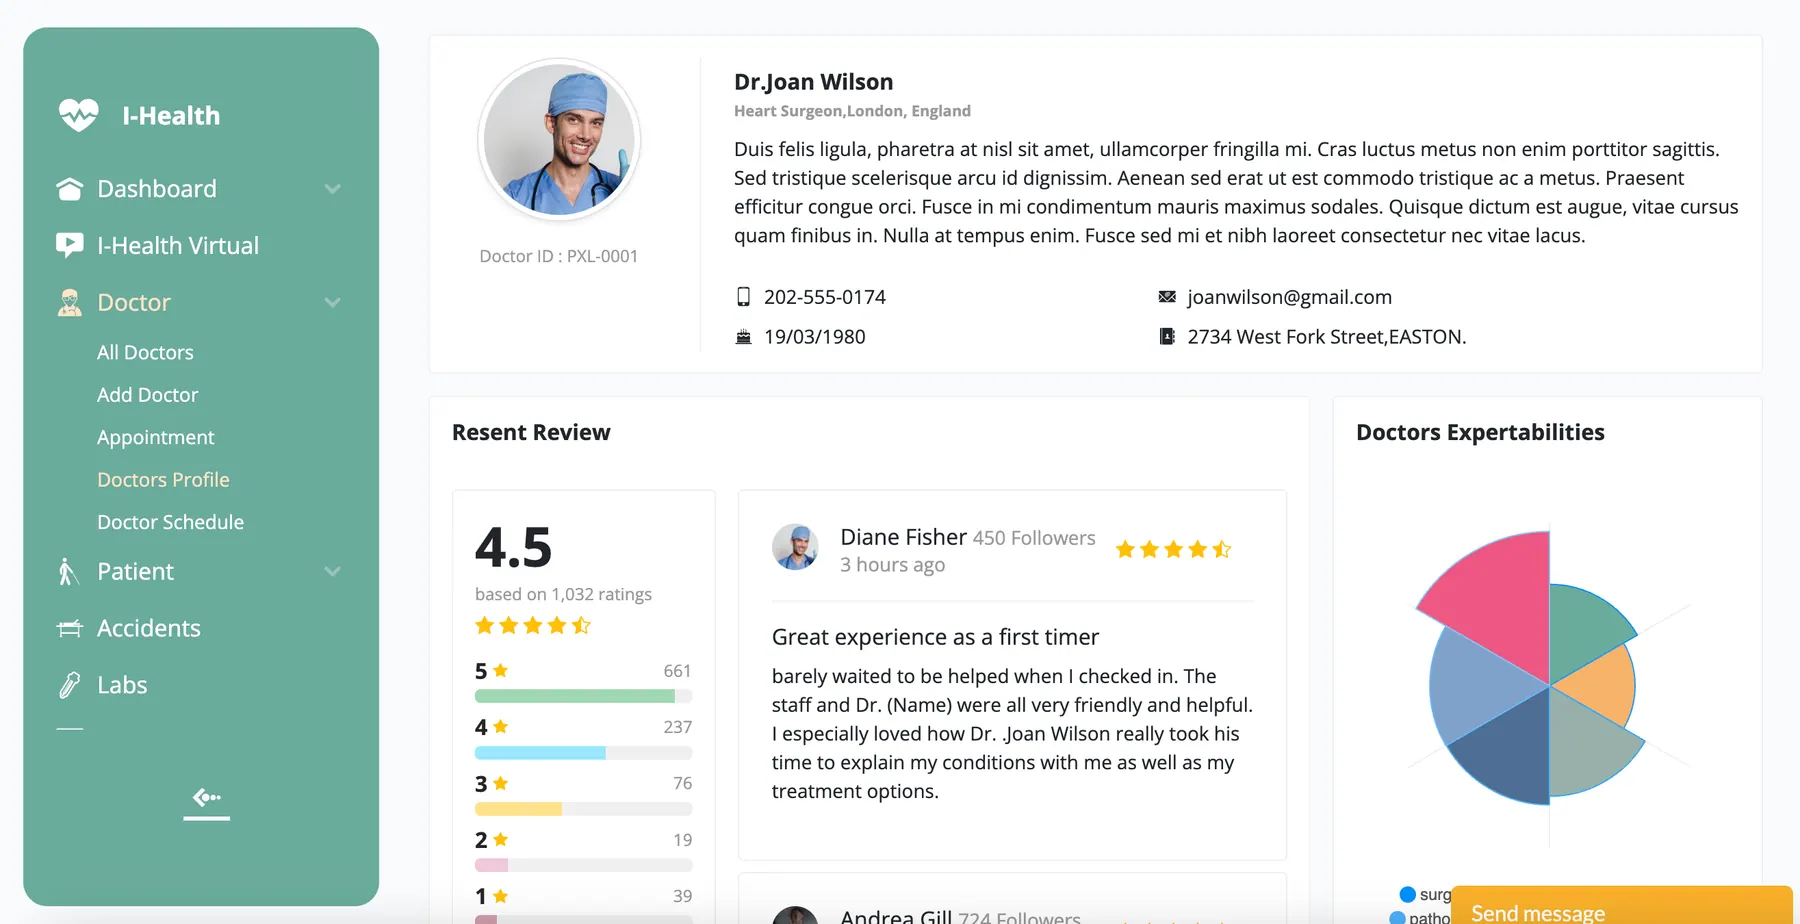 I-Health
Dashboard
I-Health Virtual
Doctor
All Doctors
Add Doctor
Appointment
Doctors Profile
Doctor Schedule
Patient
Accidents
Labs
Doctor ID : PXL-0001
Dr.Joan Wilson
Heart Surgeon,London, England
Duis felis ligula, pharetra at nisl sit amet, ullamcorper fringilla mi. Cras luctus metus non enim porttitor sagittis.
Sed tristique scelerisque arcu id dignissim. Aenean sed erat ut est commodo tristique ac a metus. Praesent
efficitur congue orci. Fusce in mi condimentum mauris maximus sodales. Quisque dictum est augue, vitae cursus
quam finibus in. Nulla at tempus enim. Fusce sed mi et nibh laoreet consectetur nec vitae lacus.
202-555-0174
joanwilson@gmail.com
19/03/1980
2734 West Fork Street,EASTON.
Resent Review
4.5
based on 1,032 ratings
5 661
4 237
3 76
2 19
1 39
Diane Fisher 450 Followers
3 hours ago
Great experience as a first timer
barely waited to be helped when I checked in. The
staff and Dr. (Name) were all very friendly and helpful.
I especially loved how Dr. .Joan Wilson really took his
time to explain my conditions with me as well as my
treatment options.
Andrea Gill 724 Followers
Doctors Expertabilities
surg
patho
Send message